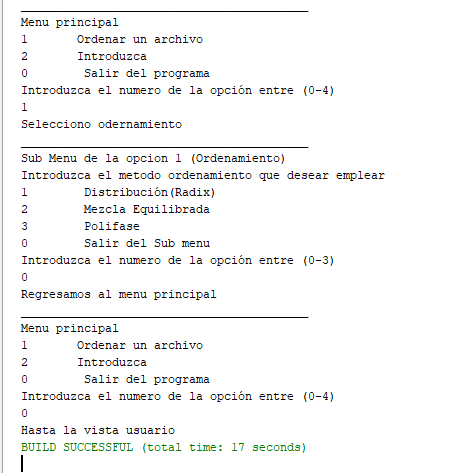 Menu principal
1 Ordenar un archivo
2 Introduzca
0 Salir del programa
Introduzca el numero de la opción entre (0-4)
1
Selecciono odernamiento
Sub Menu de la opcion 1 (Ordenamiento)
Introduzca el metodo ordenamiento que desear emplear
1 Distribución(Radix)
2 Mezcla Equilibrada
3 Polifase
0 Salir del Sub menu
Introduzca el numero de la opción entre (0-3)
0
Regresamos al menu principal
Menu principal
1 Ordenar un archivo
2 Introduzca
0 Salir del programa
Introduzca el numero de la opción entre (0-4)
0
Hasta la vista usuario
BUILD SUCCESSFUL (total time: 17 seconds)